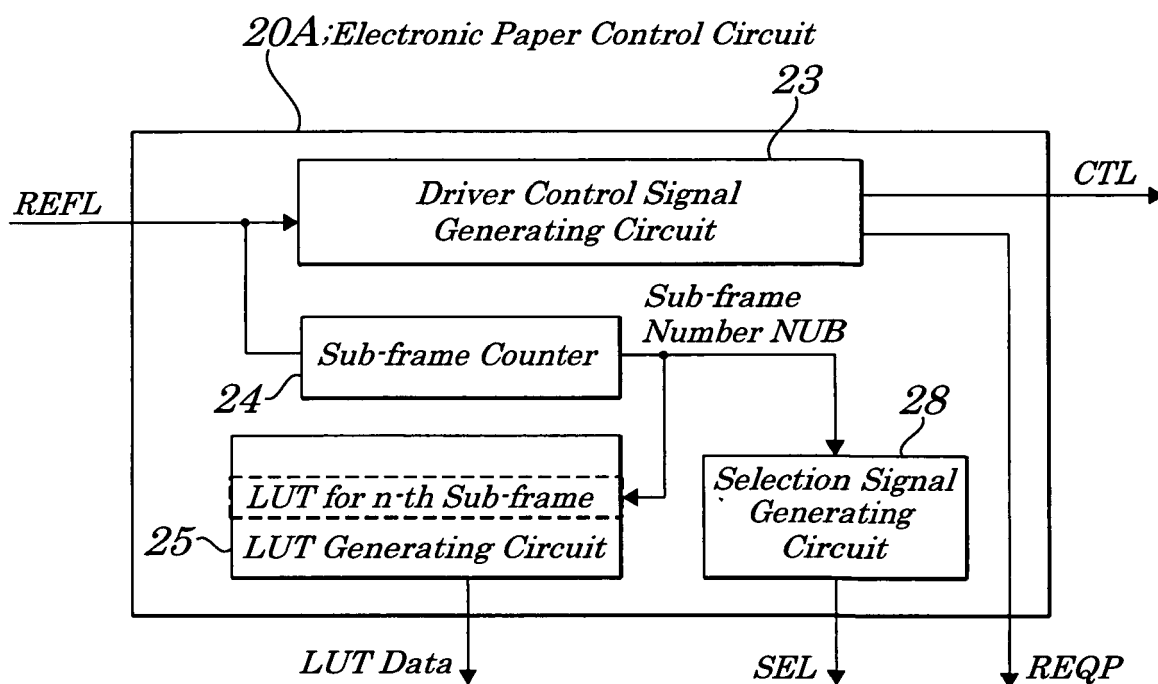 20A;Electronic Paper Control Circuit
23
Driver Control Signal
Generating Circuit
REFL
CTL
Sub-frame
Number NUB
Sub-frame Counter
24
28
LUT for n-th Sub-frame
LUT Generating Circuit
25
Selection Signal
Generating
Circuit
LUT Data
SEL
REQP